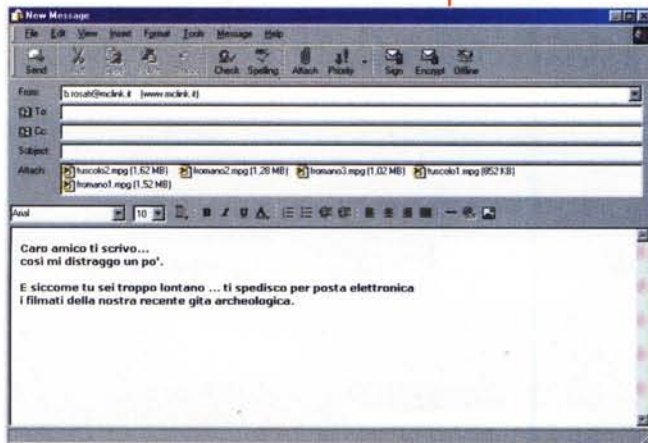 New Message
File Edit View Insert Format Tools Message Help
Send Check Spelling Attach Priority Sign Encrypt Offline
From: b.rosati@mclink.it (www.mclink.it)
To:
Cc:
Subject:
Attach: tuscolo2.mpg (1,62 MB) fromano2.mpg (1,28 MB) fromano3.mpg (1,02 MB) tuscolo1.mpg (852 KB)
fromano1.mpg (1,52 MB)
Arial 10
Caro amico ti scrivo...
così mi distraggo un po'.
E siccome tu sei troppo lontano ... ti spedisco per posta elettronica
i filmati della nostra recente gita archeologica.